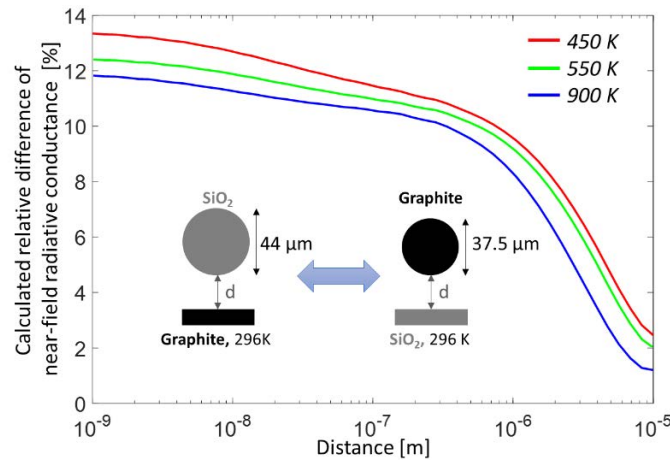 Calculated relative difference of
near-field radiative conductance [%]
14
12
10
8
6
4
2
0
450 K
550 K
900 K
SiO₂
44 µm
d
Graphite, 296K
Graphite
37.5 µm
d
SiO₂, 296 K
10⁻⁹
10⁻⁸
10⁻⁷
10⁻⁶
10⁻⁵
Distance [m]